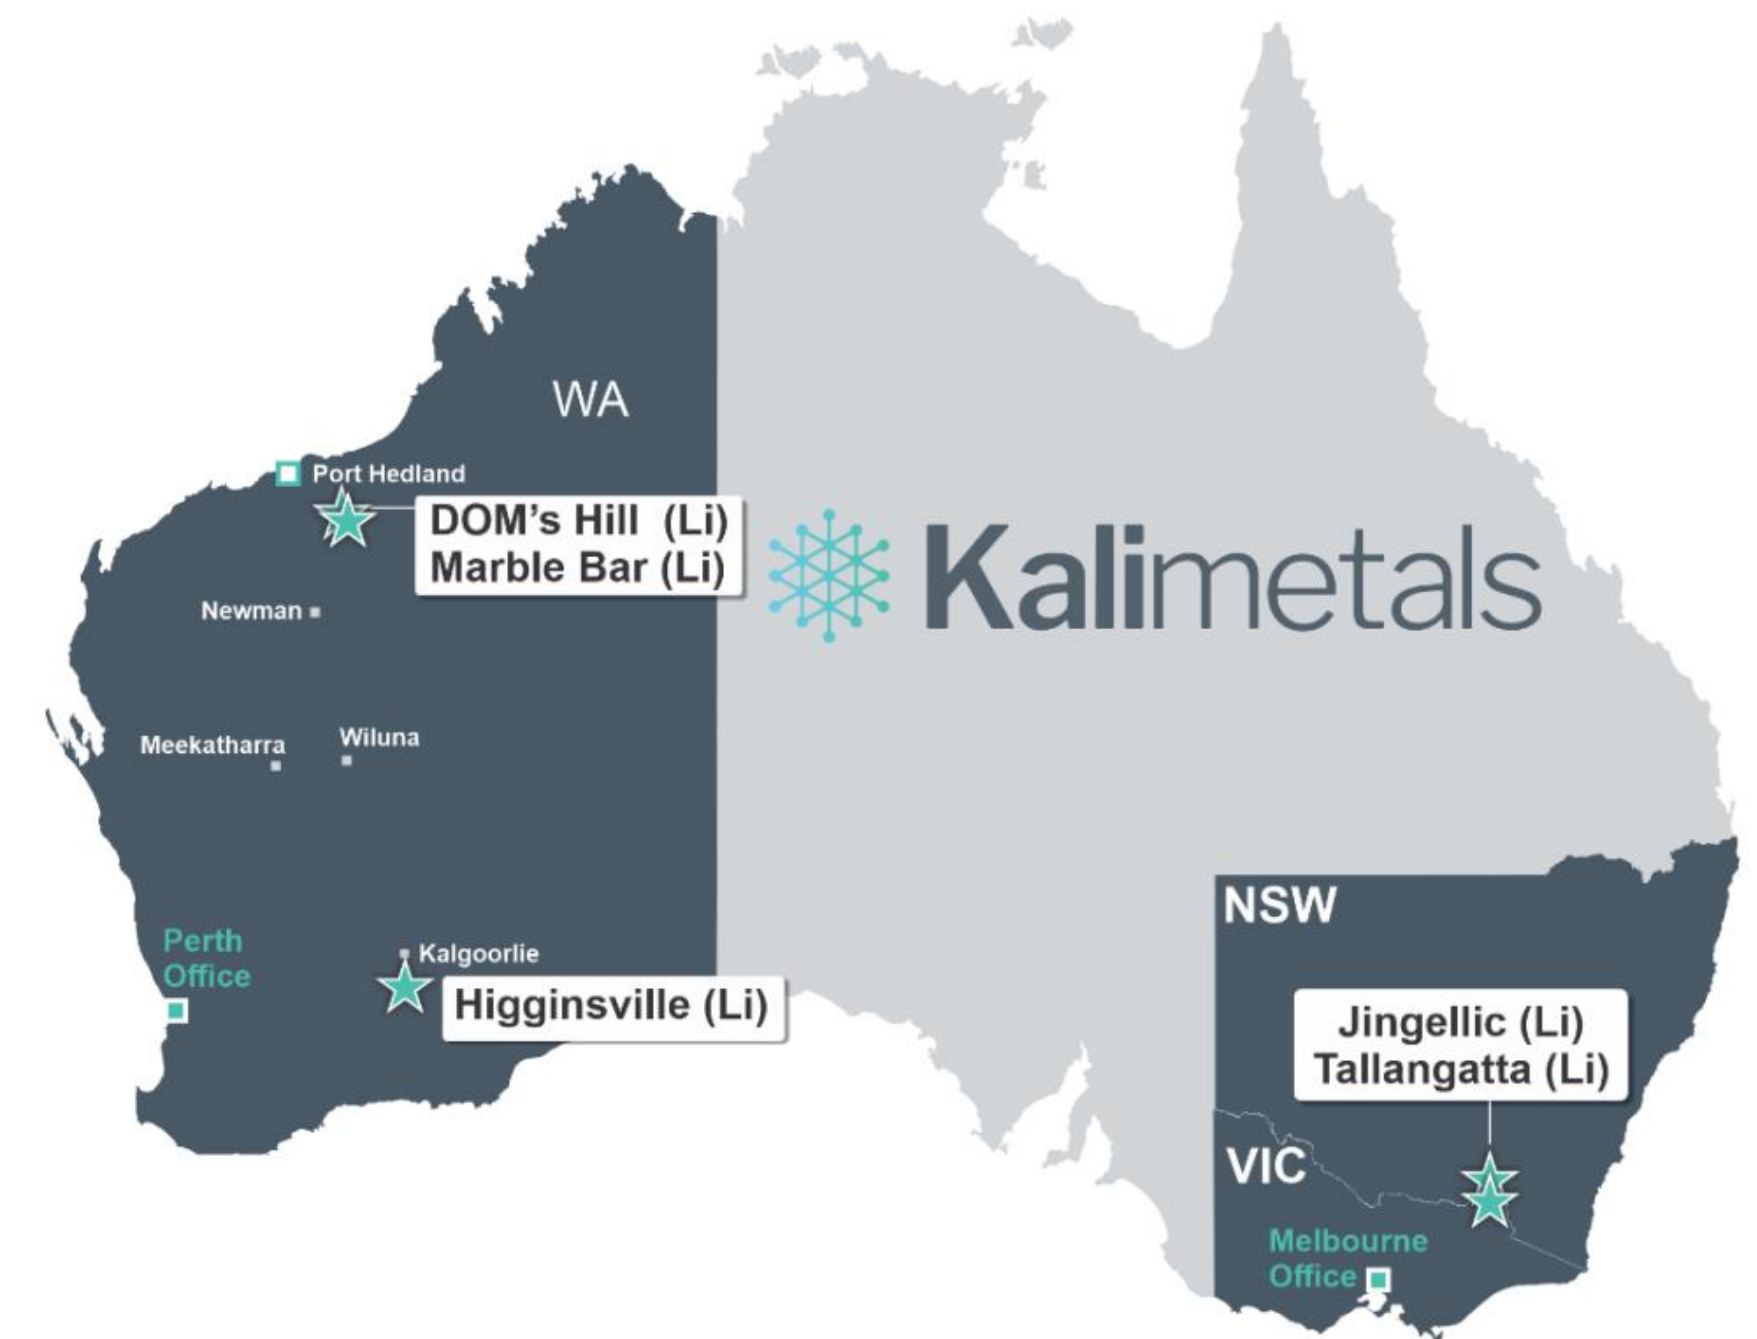 WA
Port Hedland
DOM’s Hill (Li)
Marble Bar (Li)
Kalimetals
Newman
Wiluna
Meekatharra
NSW
Perth
Office
Kalgoorlie
Higginsville (Li)
Jingellic (Li)
Tallangatta (Li)
VIC
Melbourne
Office